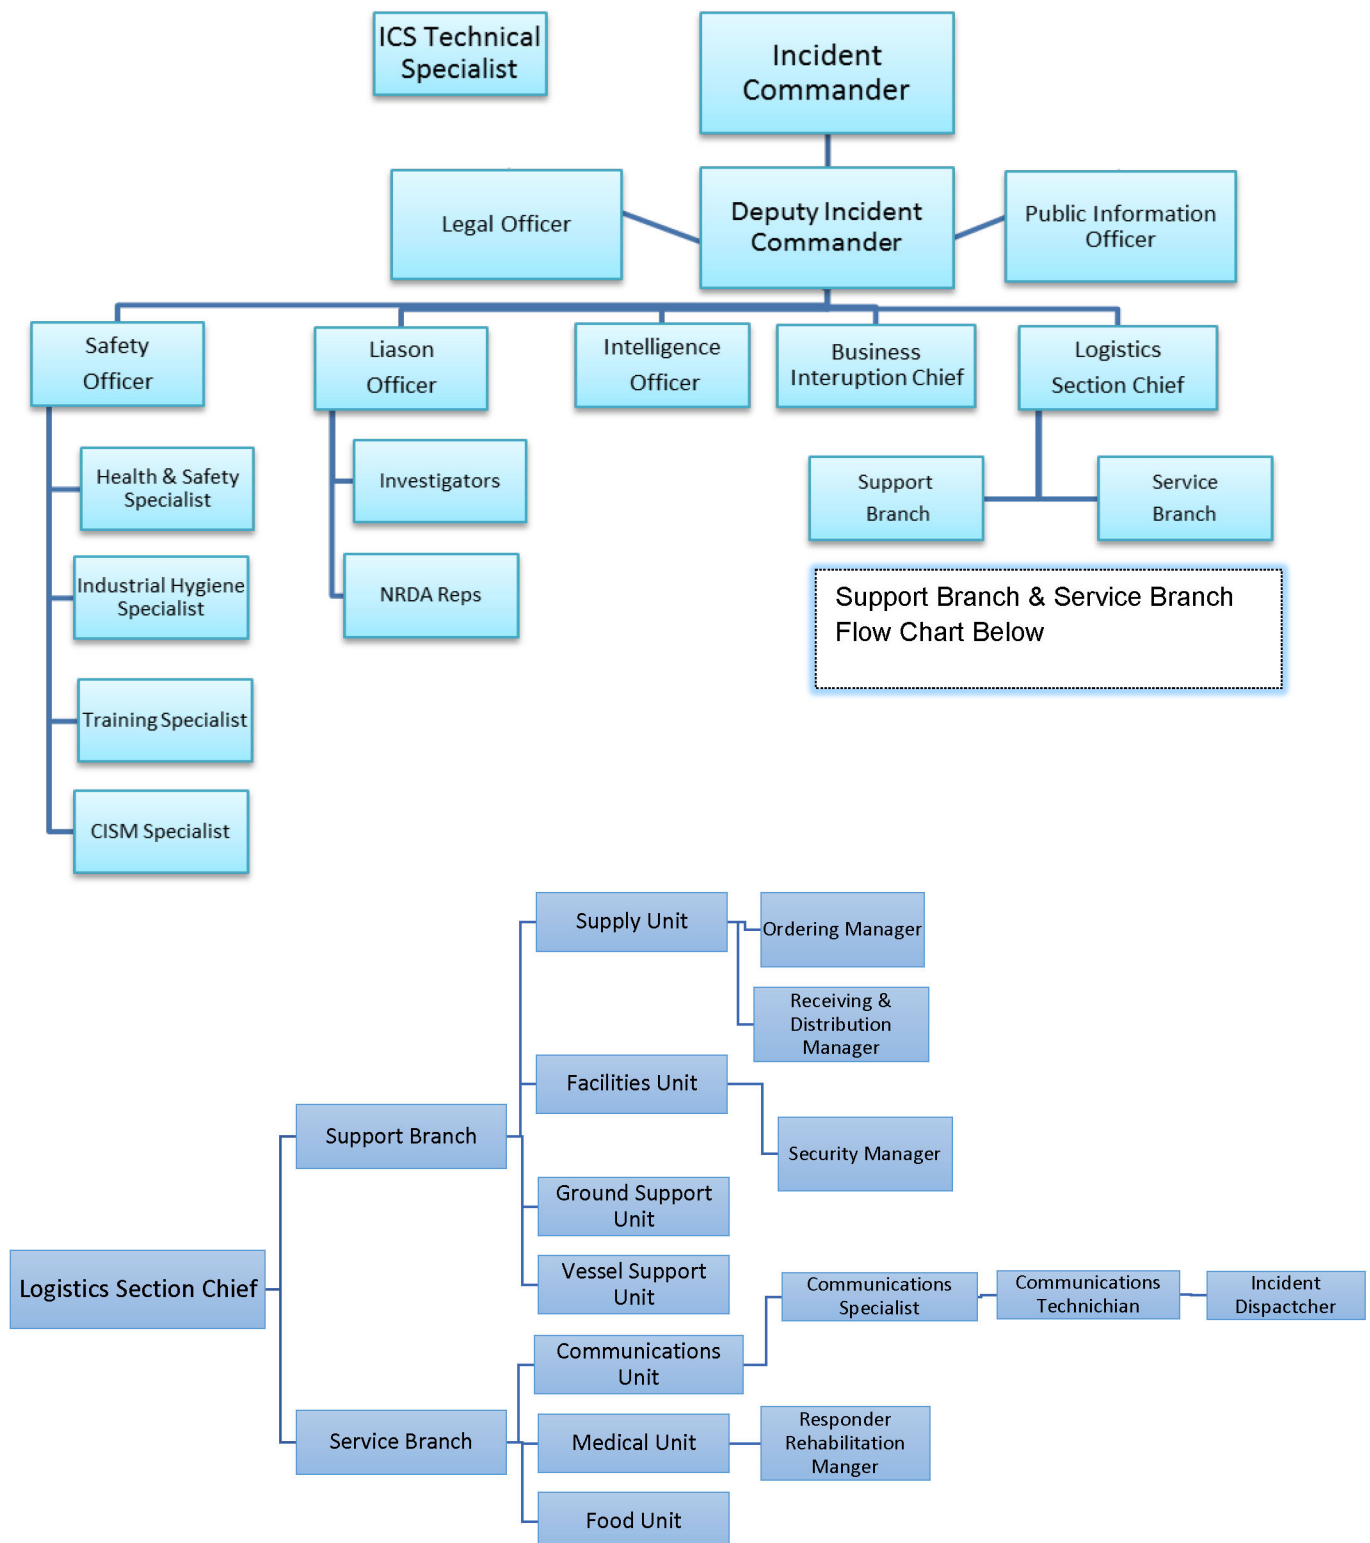 ICS Technical
Specialist
Incident
Commander
Legal Officer
Deputy Incident
Commander
Public Information
Officer
Safety
Officer
Liason
Officer
Intelligence
Officer
Business
Interuption Chief
Logistics
Section Chief
Health & Safety
Specialist
Industrial Hygiene
Specialist
Training Specialist
CISM Specialist
Investigators
NRDA Reps
Support
Branch
Service
Branch
Support Branch & Service Branch
Flow Chart Below
Logistics Section Chief
Support Branch
Supply Unit
Ordering Manager
Receiving &
Distribution
Manager
Facilities Unit
Security Manager
Ground Support
Unit
Vessel Support
Unit
Service Branch
Communications
Unit
Communications
Specialist
Communications
Technichian
Incident
Dispactcher
Medical Unit
Responder
Rehabilitation
Manger
Food Unit